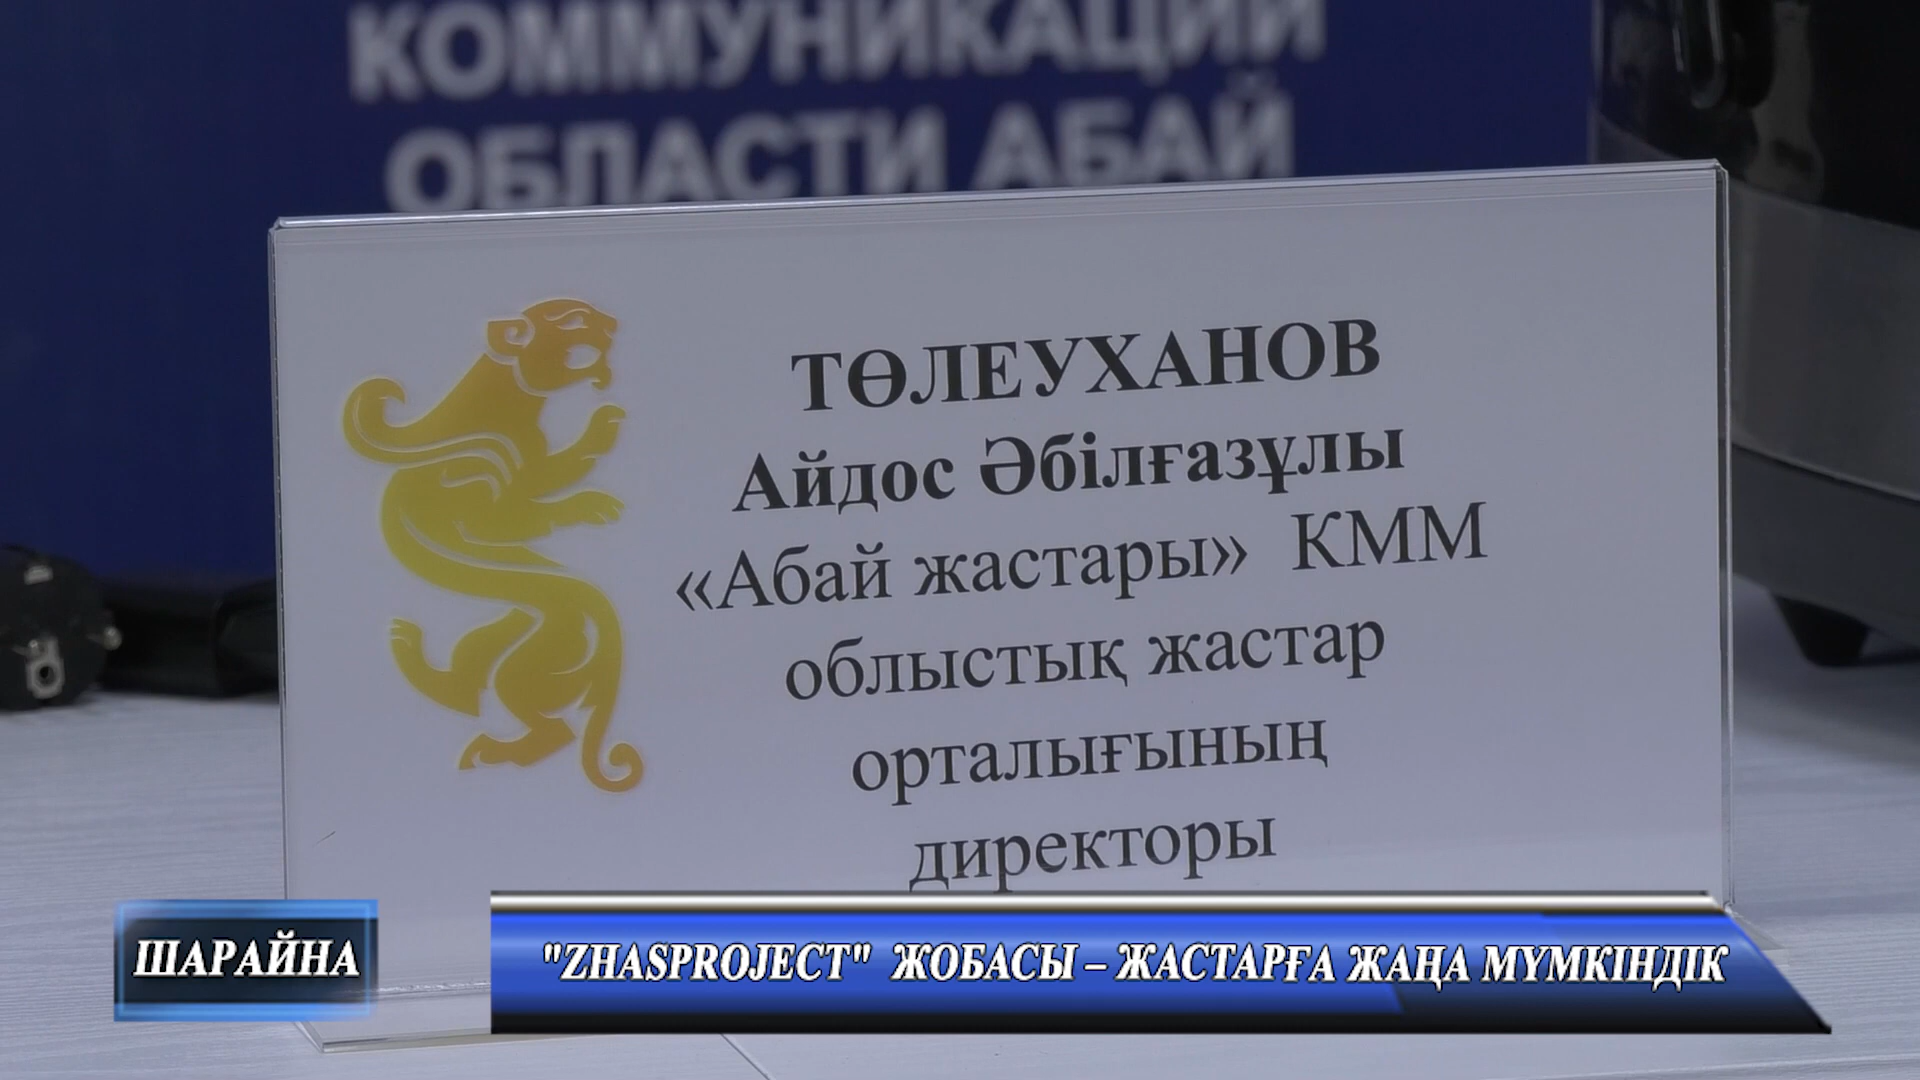 КОММУНИКАЦИЙ
ОБЛАСТИ АБАЙ
ТӨЛЕУХАНОВ
Айдос Әбілғазұлы
«Абай жастары» КММ
облыстық жастар
орталығының
директоры
ШАРАЙНА
"ZHASPROJECT" ЖОБАСЫ – ЖАСТАРҒА ЖАҢА МҮМКІНДІК